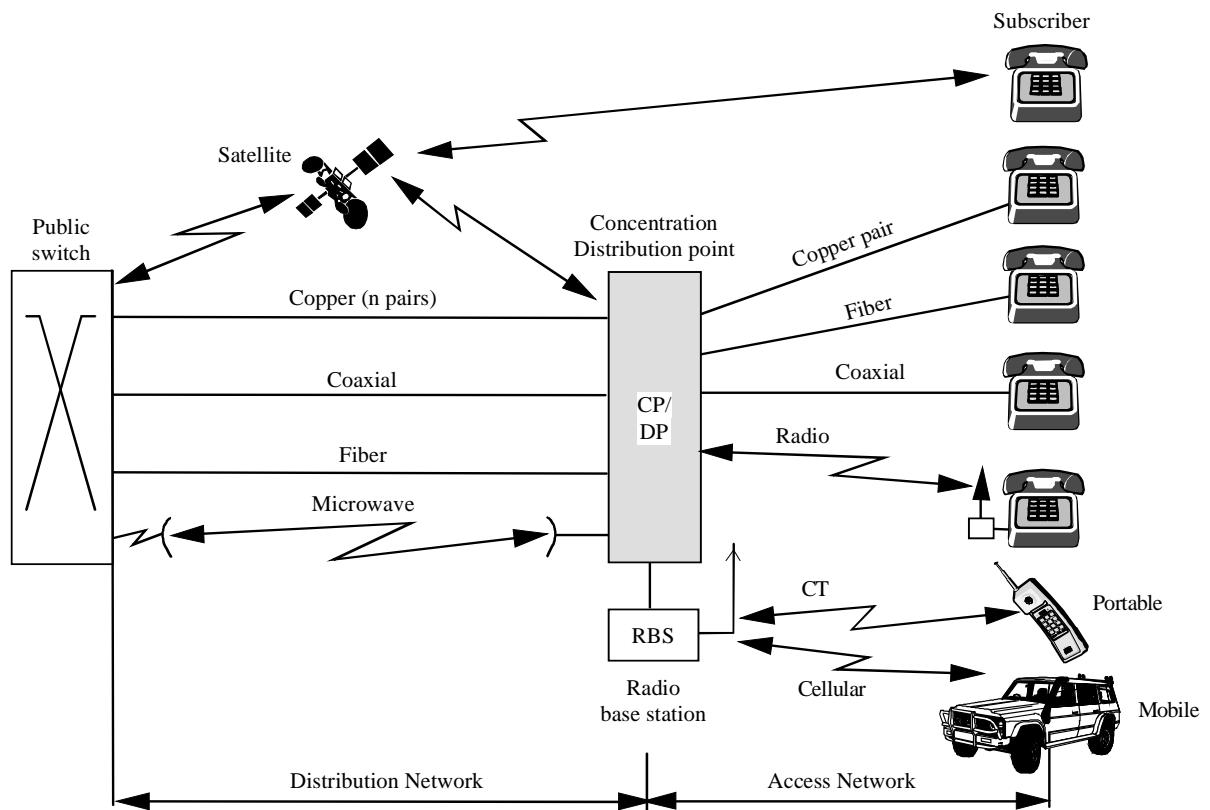 Subscriber
Satellite
Public
switch
Concentration
Distribution point
Copper pair
Copper (n pairs)
Fiber
Coaxial
Coaxial
CP/
DP
Radio
Fiber
Microwave
CT
Portable
RBS
Cellular
Radio
base station
Mobile
Distribution Network
Access Network